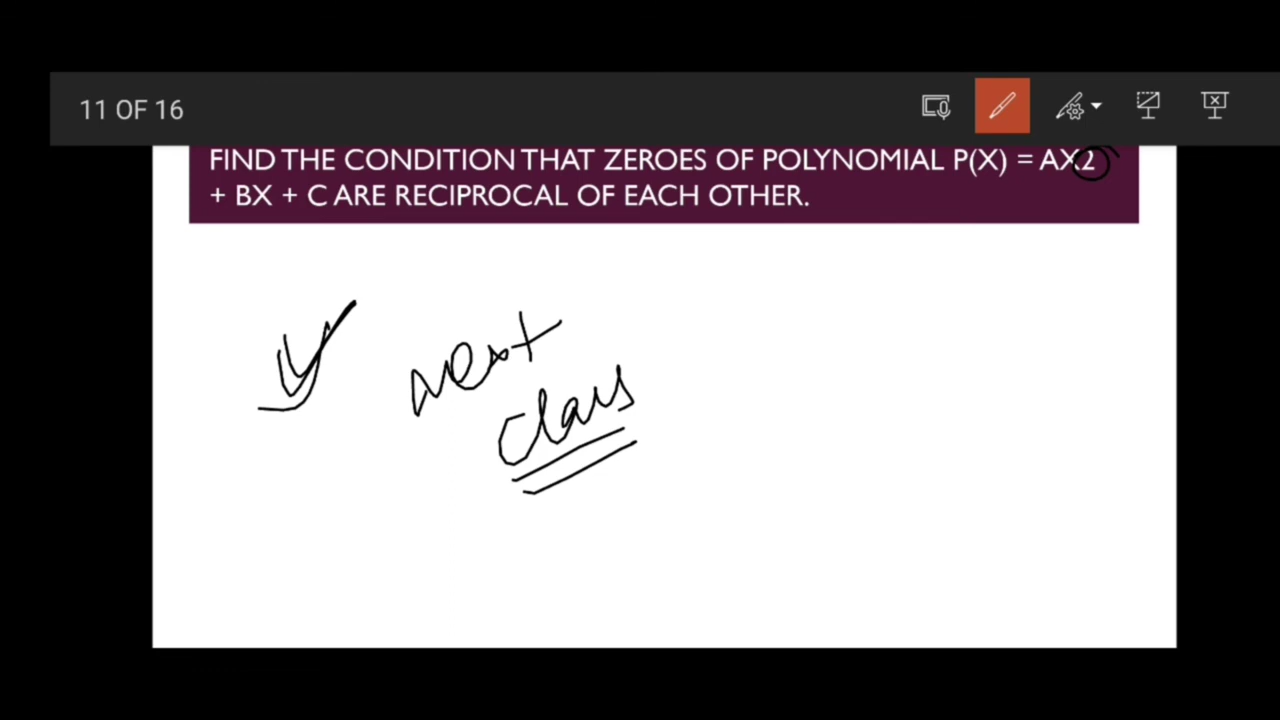 11 OF 16
FIND THE CONDITION THAT ZEROES OF POLYNOMIAL P(X) = AX2
+ BX + C ARE RECIPROCAL OF EACH OTHER.
Next
Class